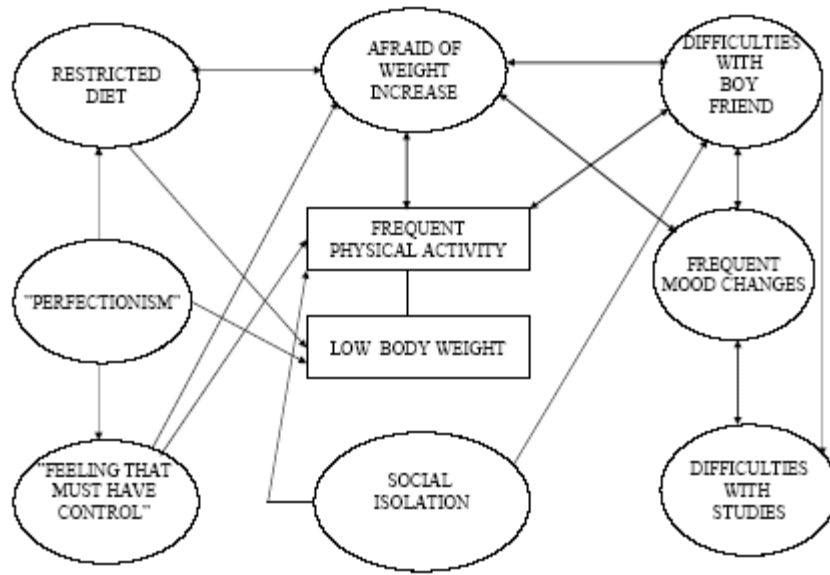 RESTRICTED
DIET
AFRAID OF
WEIGHT
INCREASE
DIFFICULTIES
WITH
BOY
FRIEND
FREQUENT
PHYSICAL ACTIVITY
"PERFECTIONISM"
FREQUENT
MOOD CHANGES
LOW BODY WEIGHT
"FEELING THAT
MUST HAVE
CONTROL"
SOCIAL
ISOLATION
DIFFICULTIES
WITH
STUDIES